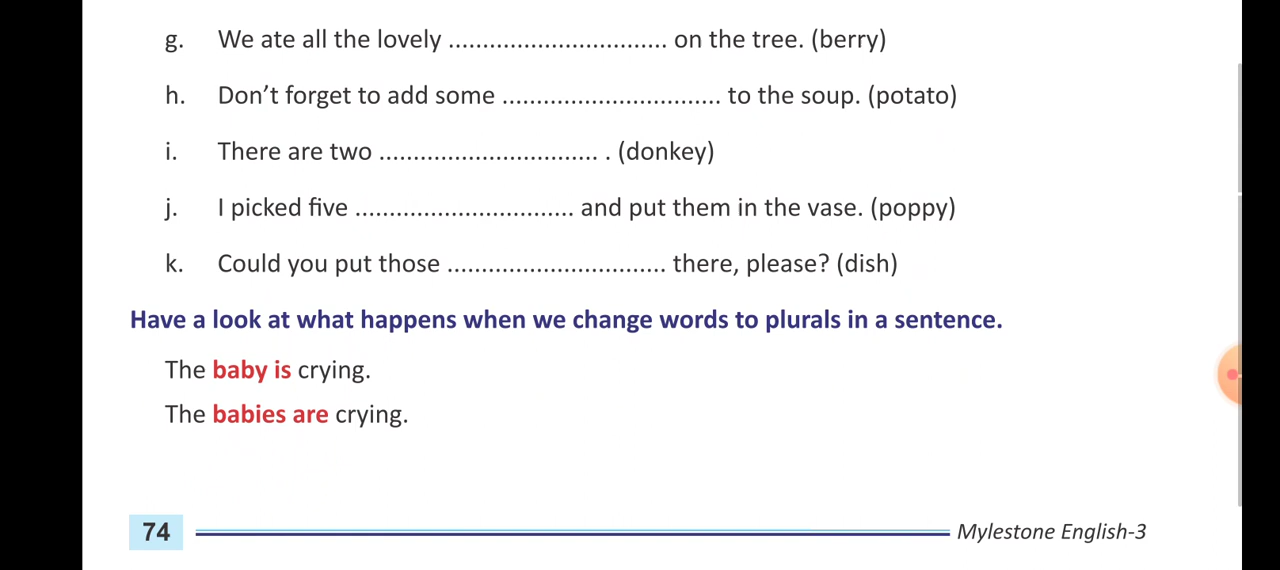 g. We ate all the lovely ................................ on the tree. (berry)
h. Don't forget to add some ................................ to the soup. (potato)
i. There are two ................................ . (donkey)
j. I picked five ................................ and put them in the vase. (poppy)
k. Could you put those ................................ there, please? (dish)
Have a look at what happens when we change words to plurals in a sentence.
The baby is crying.
The babies are crying.
74 Mylestone English-3